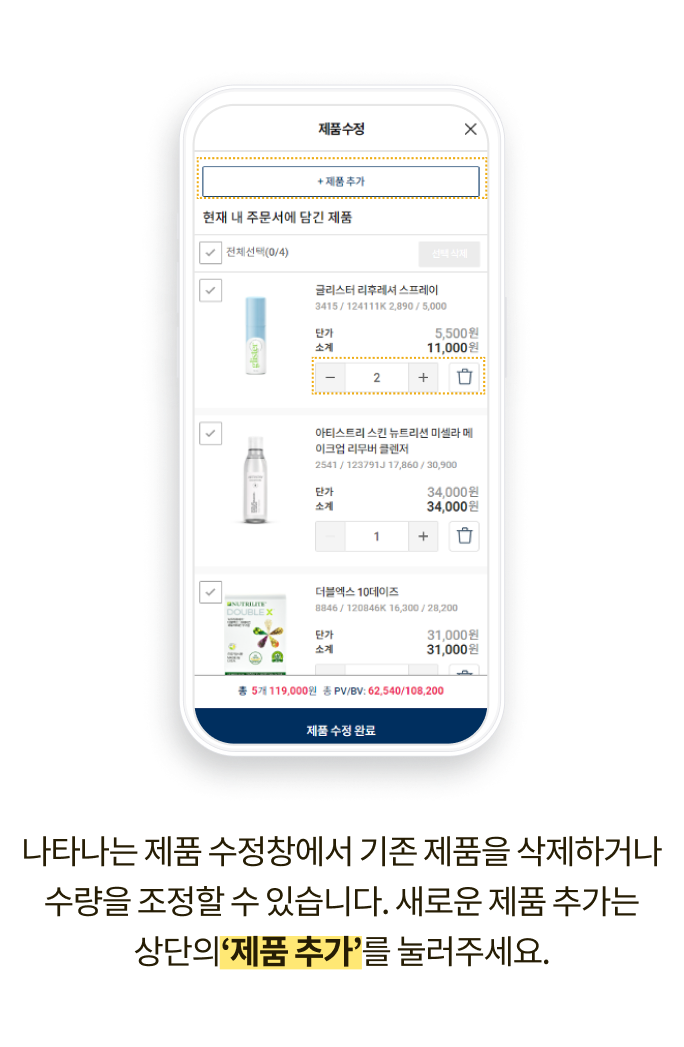 제품수정
+ 제품 추가
현재 내 주문서에 담긴 제품
전체선택(0/4)
선택 삭제
글리스터 리후레셔 스프레이
3415 / 124111K 2,890 / 5,000
단가 5,500원
소계 11,000원
glister
2
아티스트리 스킨 뉴트리션 미셀라 메
이크업 리무버 클렌저
2541 / 123791J 17,860 / 30,900
단가 34,000원
소계 34,000원
1
더블엑스 10데이즈
8846 / 120846K 16,300 / 28,200
NUTRILITE
DOUBLE X
단가 31,000원
소계 31,000원
총 5개 119,000원 총 PV/BV: 62,540/108,200
제품 수정 완료
나타나는 제품 수정창에서 기존 제품을 삭제하거나
수량을 조정할 수 있습니다. 새로운 제품 추가는
상단의‘제품 추가’를 눌러주세요.